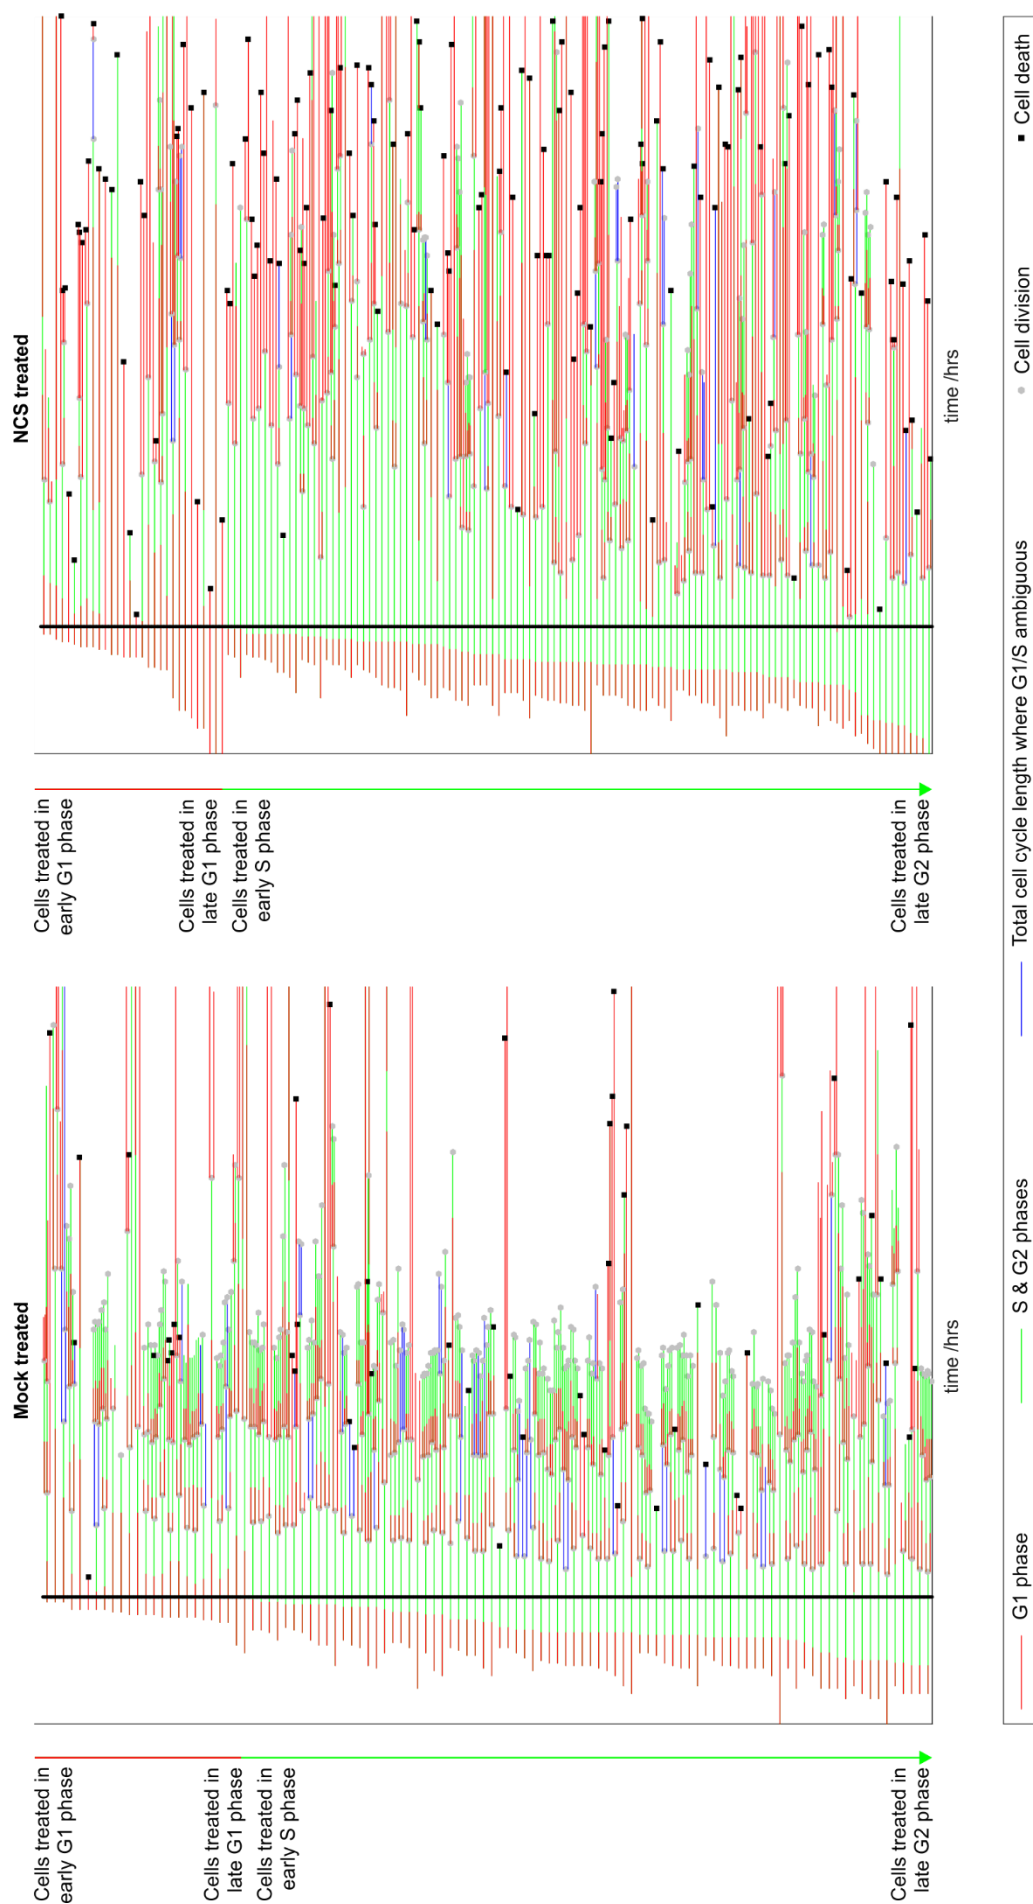 Mock treated
Cells treated in
early G1 phase
Cells treated in
late G1 phase
Cells treated in
early S phase
Cells treated in
late G2 phase
time /hrs
NCS treated
Cells treated in
early G1 phase
Cells treated in
late G1 phase
Cells treated in
early S phase
Cells treated in
late G2 phase
time /hrs
G1 phase
S & G2 phases
Total cell cycle length where G1/S ambiguous
Cell division
Cell death